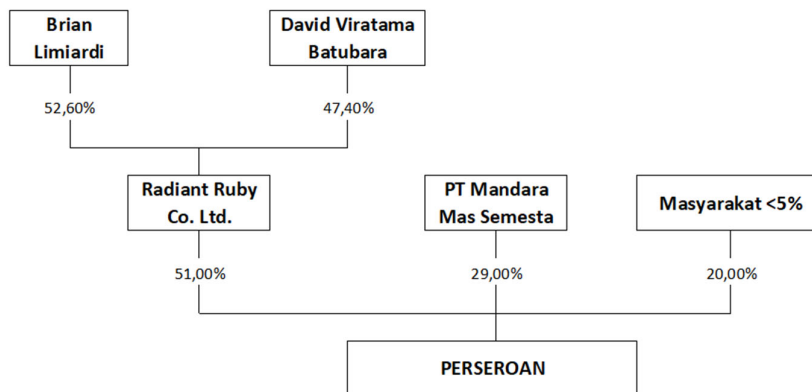 Brian
Limiardi
David Viratama
Batubara
52,60%
47,40%
Radiant Ruby
Co. Ltd.
PT Mandara
Mas Semesta
Masyarakat <5%
51,00%
29,00%
20,00%
PERSEROAN